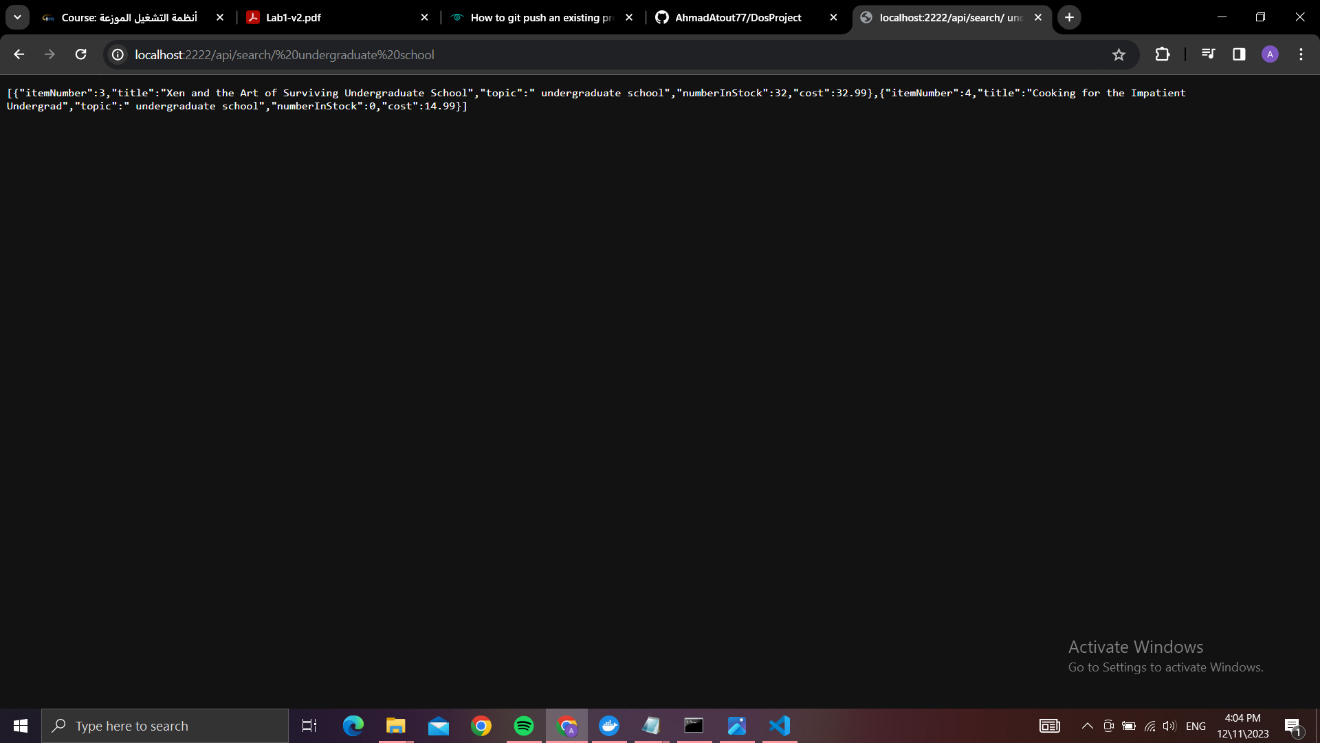 Course: أنظمة التشغيل الموزعة
Lab1-v2.pdf
How to git push an existing pr
AhmadAtout77/DosProject
localhost:2222/api/search/ und
localhost:2222/api/search/%20undergraduate%20school
A
[{"itemNumber":3,"title":"Xen and the Art of Surviving Undergraduate School","topic":" undergraduate school","numberInStock":32,"cost":32.99},{"itemNumber":4,"title":"Cooking for the Impatient
Undergrad","topic":" undergraduate school","numberInStock":0,"cost":14.99}]
Activate Windows
Go to Settings to activate Windows.
Type here to search
A
ENG
4:04 PM
12\11\2023
1